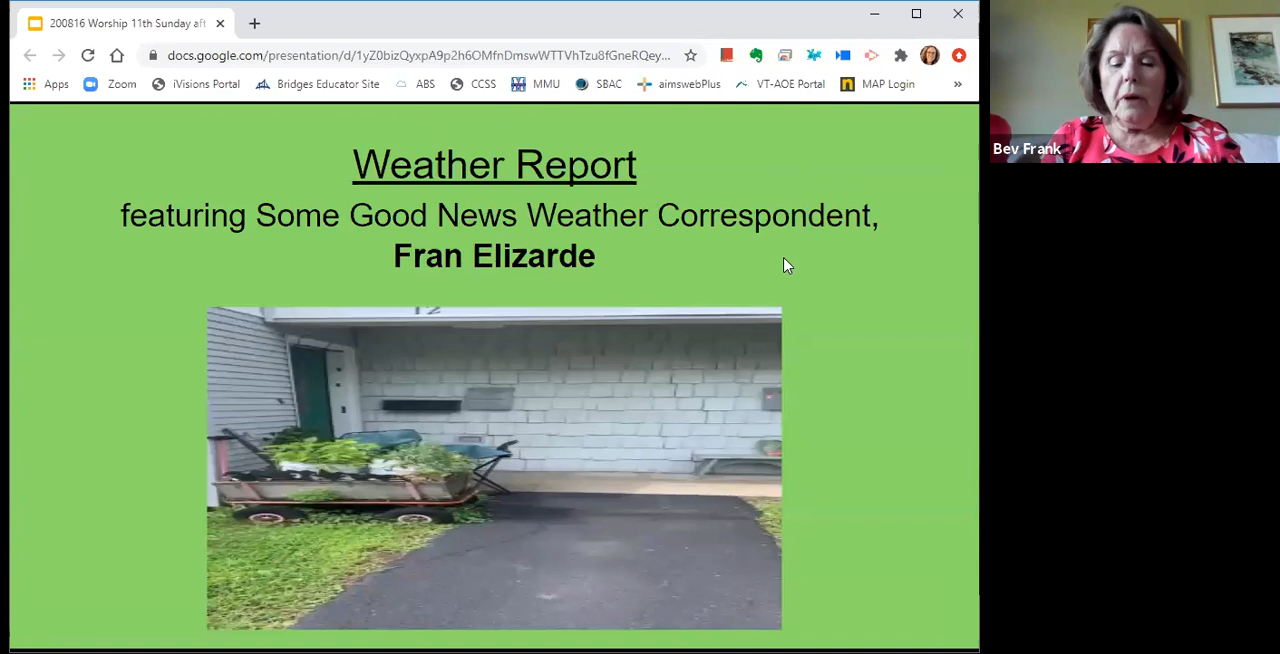 200816 Worship 11th Sunday aft
docs.google.com/presentation/d/1yZ0bizQyxpA9p2h6OMfnDmswWTTVhTzu8fGneRQey...
Apps Zoom iVisions Portal Bridges Educator Site ABS CCSS MMU SBAC aimswebPlus VT-AOE Portal MAP Login »
Bev Frank
Weather Report
featuring Some Good News Weather Correspondent,
Fran Elizarde
12